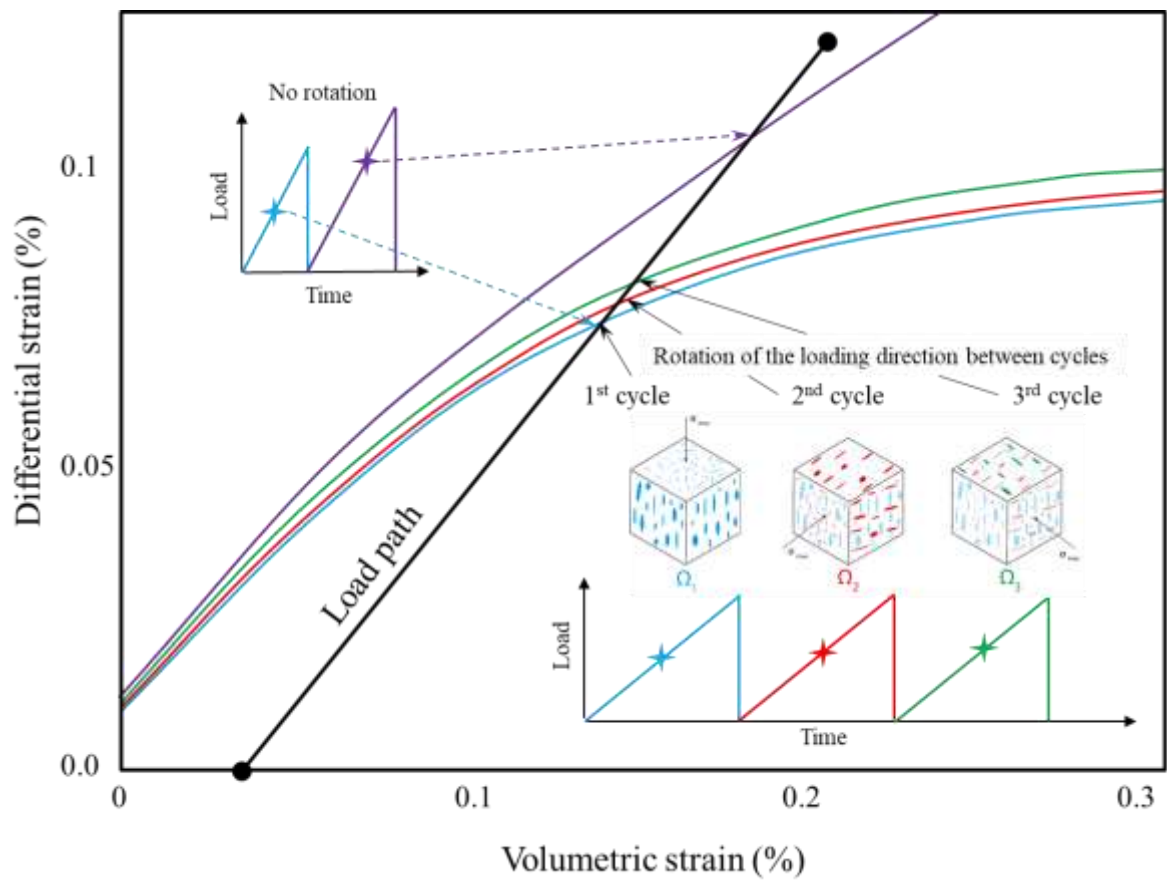 No rotation
Load
Time
0.1
Differential strain (%)
Rotation of the loading direction between cycles
1st cycle
2nd cycle
3rd cycle
0.05
Load path
Ω1
Ω2
Ω3
Load
Time
0.0
0
0.1
0.2
0.3
Volumetric strain (%)